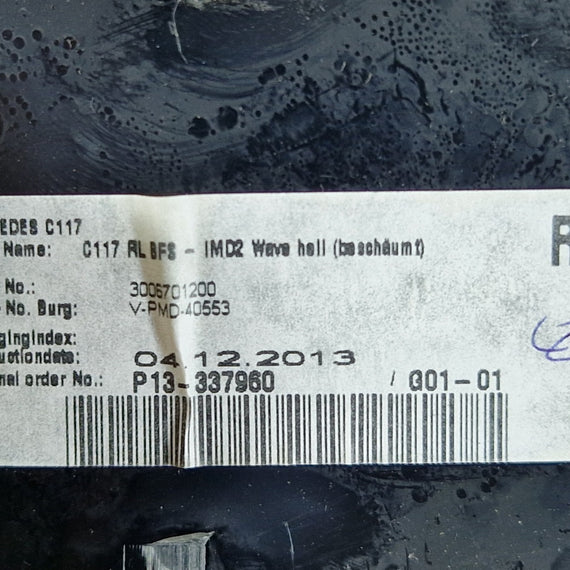 EDES C117
Name: C117 RL BFS - IMD2 Wave hell (beschäumt)
R
No.: 3006701200
No. Burg: V-PMD-40553
gingindex:
uctiondate: 04.12.2013
nal order No.: P13-337960 / G01-01